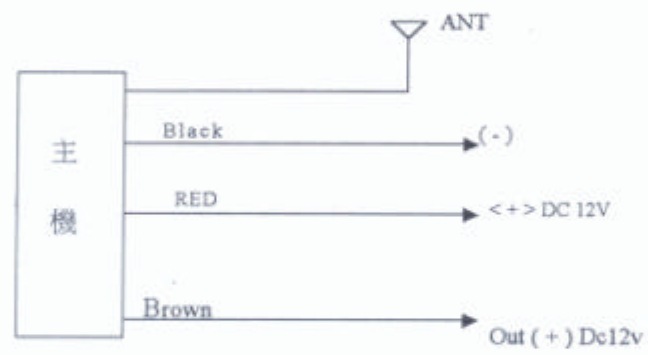 ANT
主機
Black
(-)
RED
<+> DC 12V
Brown
Out (+) Dc12v